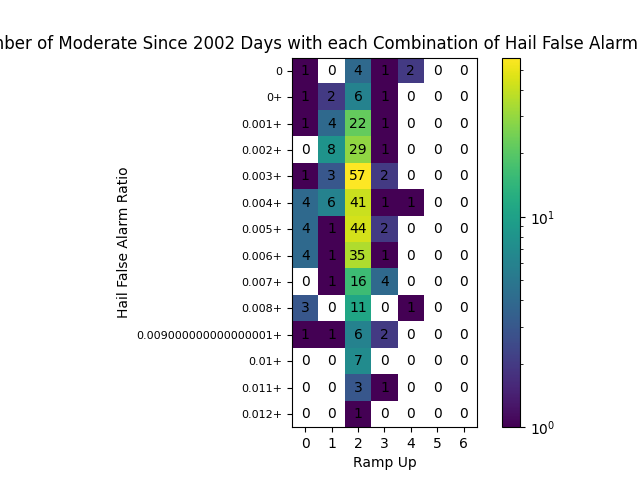 nber of Moderate Since 2002 Days with each Combination of Hail False Alarm
0 1 0 4 1 2 0 0
0+ 1 2 6 1 0 0 0
0.001+ 1 4 22 1 0 0 0
0.002+ 0 8 29 1 0 0 0
0.003+ 1 3 57 2 0 0 0
0.004+ 4 6 41 1 1 0 0
0.005+ 4 1 44 2 0 0 0
0.006+ 4 1 35 1 0 0 0
0.007+ 0 1 16 4 0 0 0
0.008+ 3 0 11 0 1 0 0
0.009000000000000001+ 1 1 6 2 0 0 0
0.01+ 0 0 7 0 0 0 0
0.011+ 0 0 3 1 0 0 0
0.012+ 0 0 1 0 0 0 0
0 1 2 3 4 5 6
Ramp Up
Hail False Alarm Ratio
10¹
10⁰